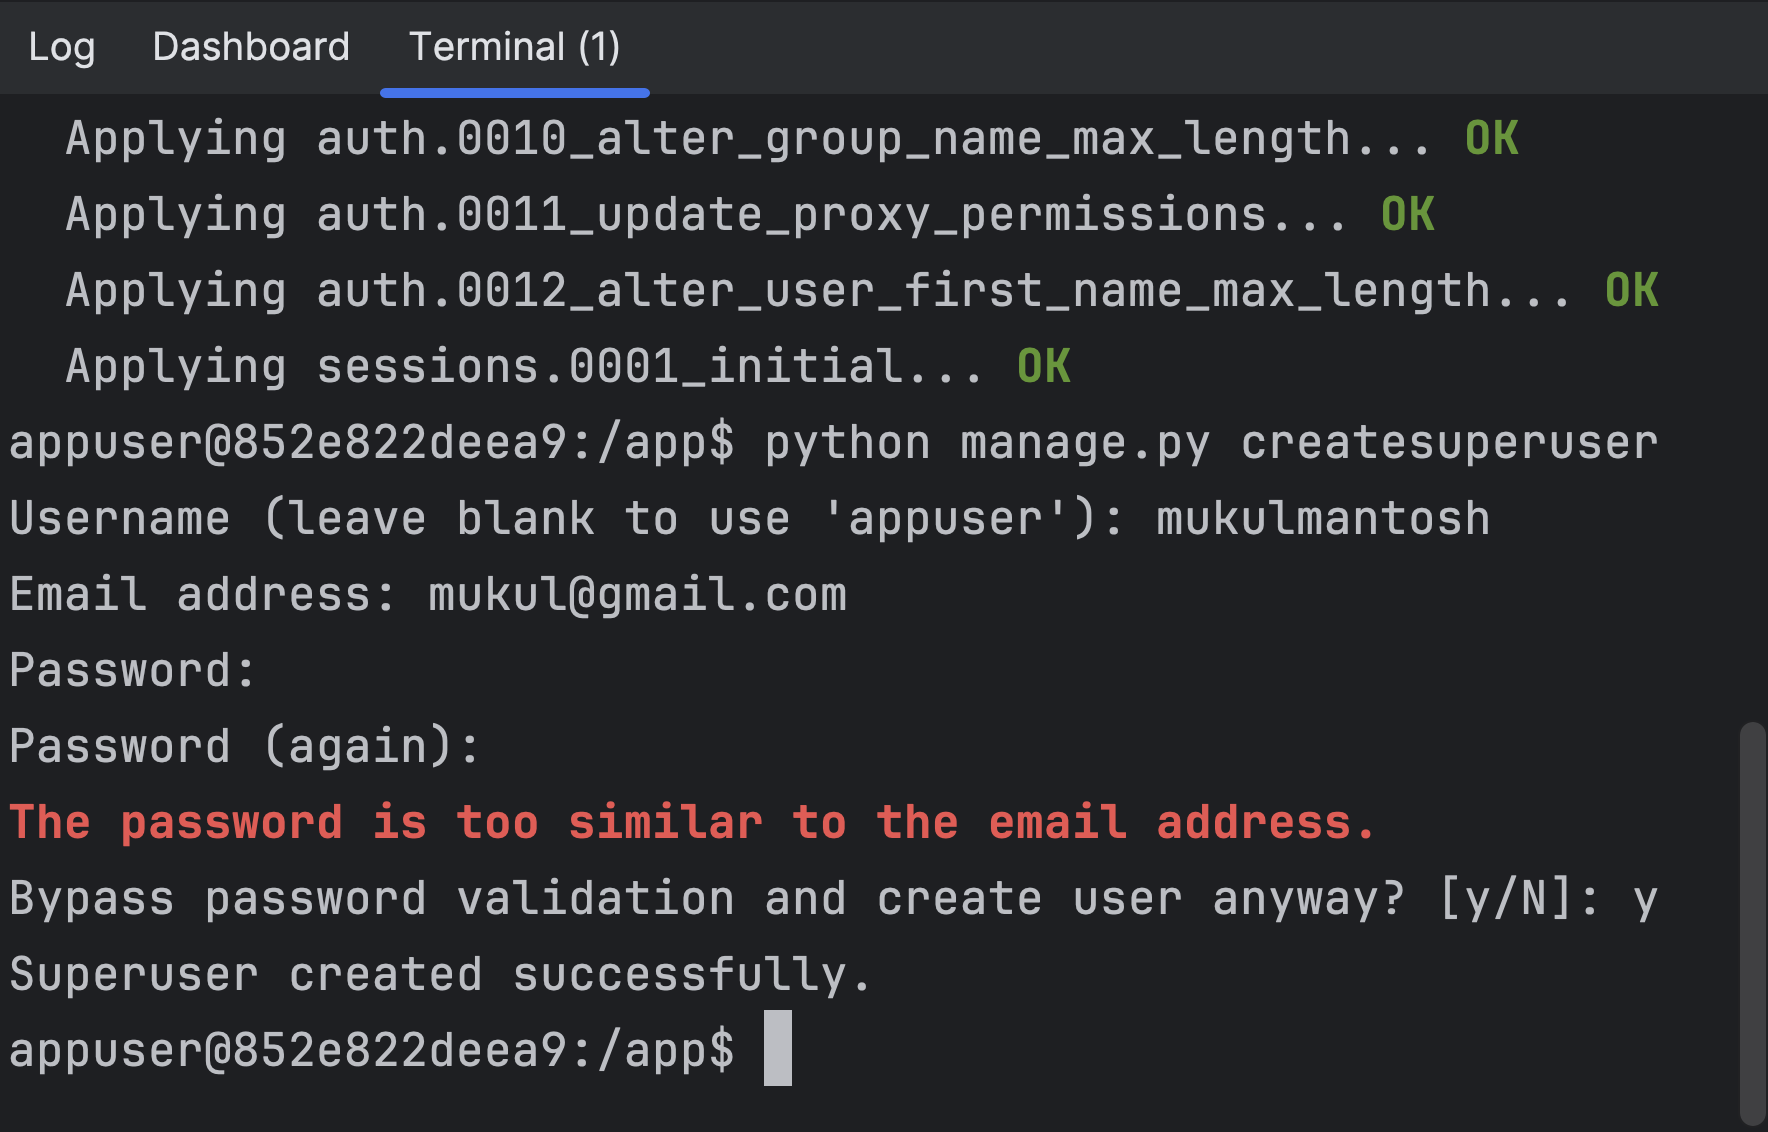 Log Dashboard Terminal (1)
Applying auth.0010_alter_group_name_max_length... OK
Applying auth.0011_update_proxy_permissions... OK
Applying auth.0012_alter_user_first_name_max_length... OK
Applying sessions.0001_initial... OK
appuser@852e822deea9:/app$ python manage.py createsuperuser
Username (leave blank to use 'appuser'): mukulmantosh
Email address: mukul@gmail.com
Password:
Password (again):
The password is too similar to the email address.
Bypass password validation and create user anyway? [y/N]: y
Superuser created successfully.
appuser@852e822deea9:/app$